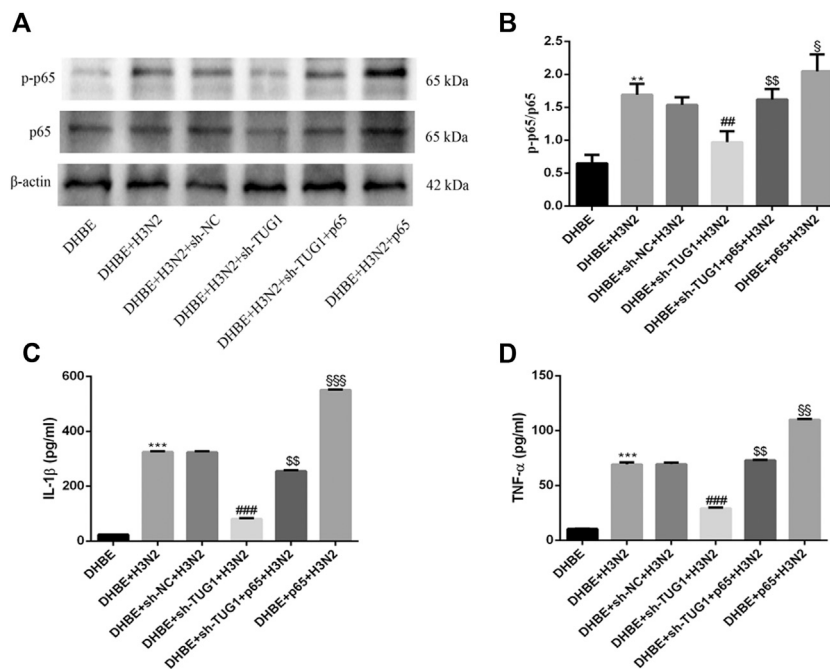 A
p-p65
65 kDa
p65
65 kDa
β-actin
42 kDa
DHBE
DHBE+H3N2
DHBE+H3N2+sh-NC
DHBE+H3N2+sh-TUG1
DHBE+H3N2+sh-TUG1+p65
DHBE+H3N2+p65
B
p-p65/p65
2.5
2.0
1.5
1.0
0.5
0.0
**
##
$$
§
DHBE
DHBE+H3N2
DHBE+sh-NC+H3N2
DHBE+sh-TUG1+H3N2
DHBE+sh-TUG1+p65+H3N2
DHBE+p65+H3N2
C
IL-1β (pg/ml)
600
400
200
0
***
###
$$
§§§
DHBE
DHBE+H3N2
DHBE+sh-NC+H3N2
DHBE+sh-TUG1+H3N2
DHBE+sh-TUG1+p65+H3N2
DHBE+p65+H3N2
D
TNF-α (pg/ml)
150
100
50
0
***
###
$$
§§
DHBE
DHBE+H3N2
DHBE+sh-NC+H3N2
DHBE+sh-TUG1+H3N2
DHBE+sh-TUG1+p65+H3N2
DHBE+p65+H3N2